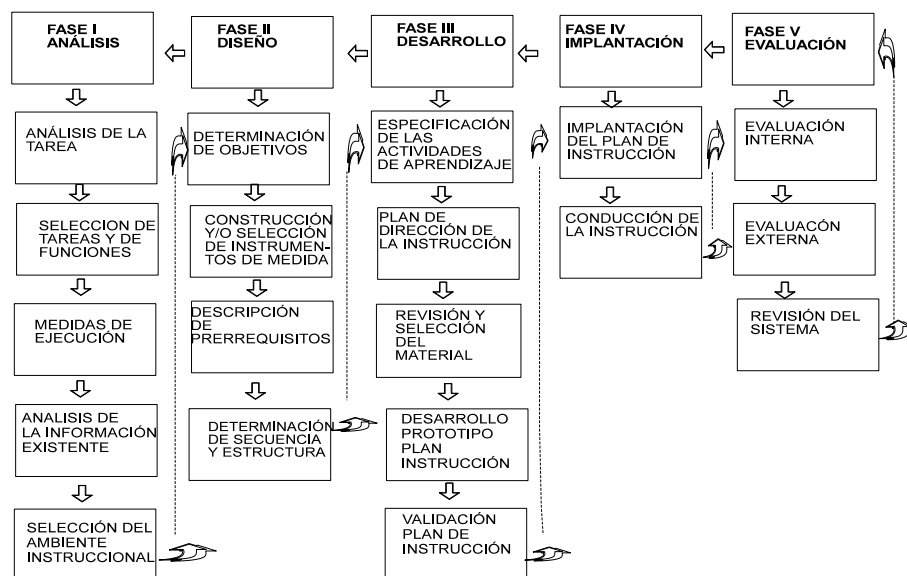 FASE I
ANÁLISIS
FASE II
DISEÑO
FASE III
DESARROLLO
FASE IV
IMPLANTACIÓN
FASE V
EVALUACIÓN
ANÁLISIS DE LA
TAREA
SELECCION DE
TAREAS Y DE
FUNCIONES
MEDIDAS DE
EJECUCIÓN
ANALISIS DE
LA INFORMACIÓN
EXISTENTE
SELECCIÓN DEL
AMBIENTE
INSTRUCCIONAL
DETERMINACIÓN
DE OBJETIVOS
CONSTRUCCIÓN
Y/O SELECCIÓN
DE INSTRUMEN-
TOS DE MEDIDA
DESCRIPCIÓN
DE
PRERREQUISITOS
DETERMINACIÓN
DE SECUENCIA
Y ESTRUCTURA
ESPECIFICACIÓN
DE LAS
ACTIVIDADES
DE APRENDIZAJE
PLAN DE
DIRECCIÓN DE
LA INSTRUCCIÓN
REVISIÓN Y
SELECCIÓN
DEL
MATERIAL
DESARROLLO
PROTOTIPO
PLAN
INSTRUCCIÓN
VALIDACIÓN
PLAN DE
INSTRUCCIÓN
IMPLANTACIÓN
DEL PLAN DE
INSTRUCCIÓN
CONDUCCIÓN DE
LA INSTRUCCIÓN
EVALUACIÓN
INTERNA
EVALUACÓN
EXTERNA
REVISIÓN DEL
SISTEMA